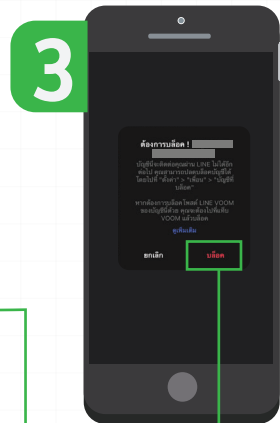 3
ต้องการบล็อค !
บัญชีนี้จะติดต่อคุณผ่าน LINE ไม่ได้อีก
ต่อไป คุณสามารถปลดบล็อคบัญชีได้
โดยไปที่ "ตั้งค่า" > "เพื่อน" > "บัญชีที่
บล็อค"
หากต้องการบล็อคโพสต์ LINE VOOM
ของบัญชีนี้ด้วย คุณจะต้องไปที่แท็บ
VOOM แล้วบล็อค
ดูเพิ่มเติม
ยกเลิก บล็อค